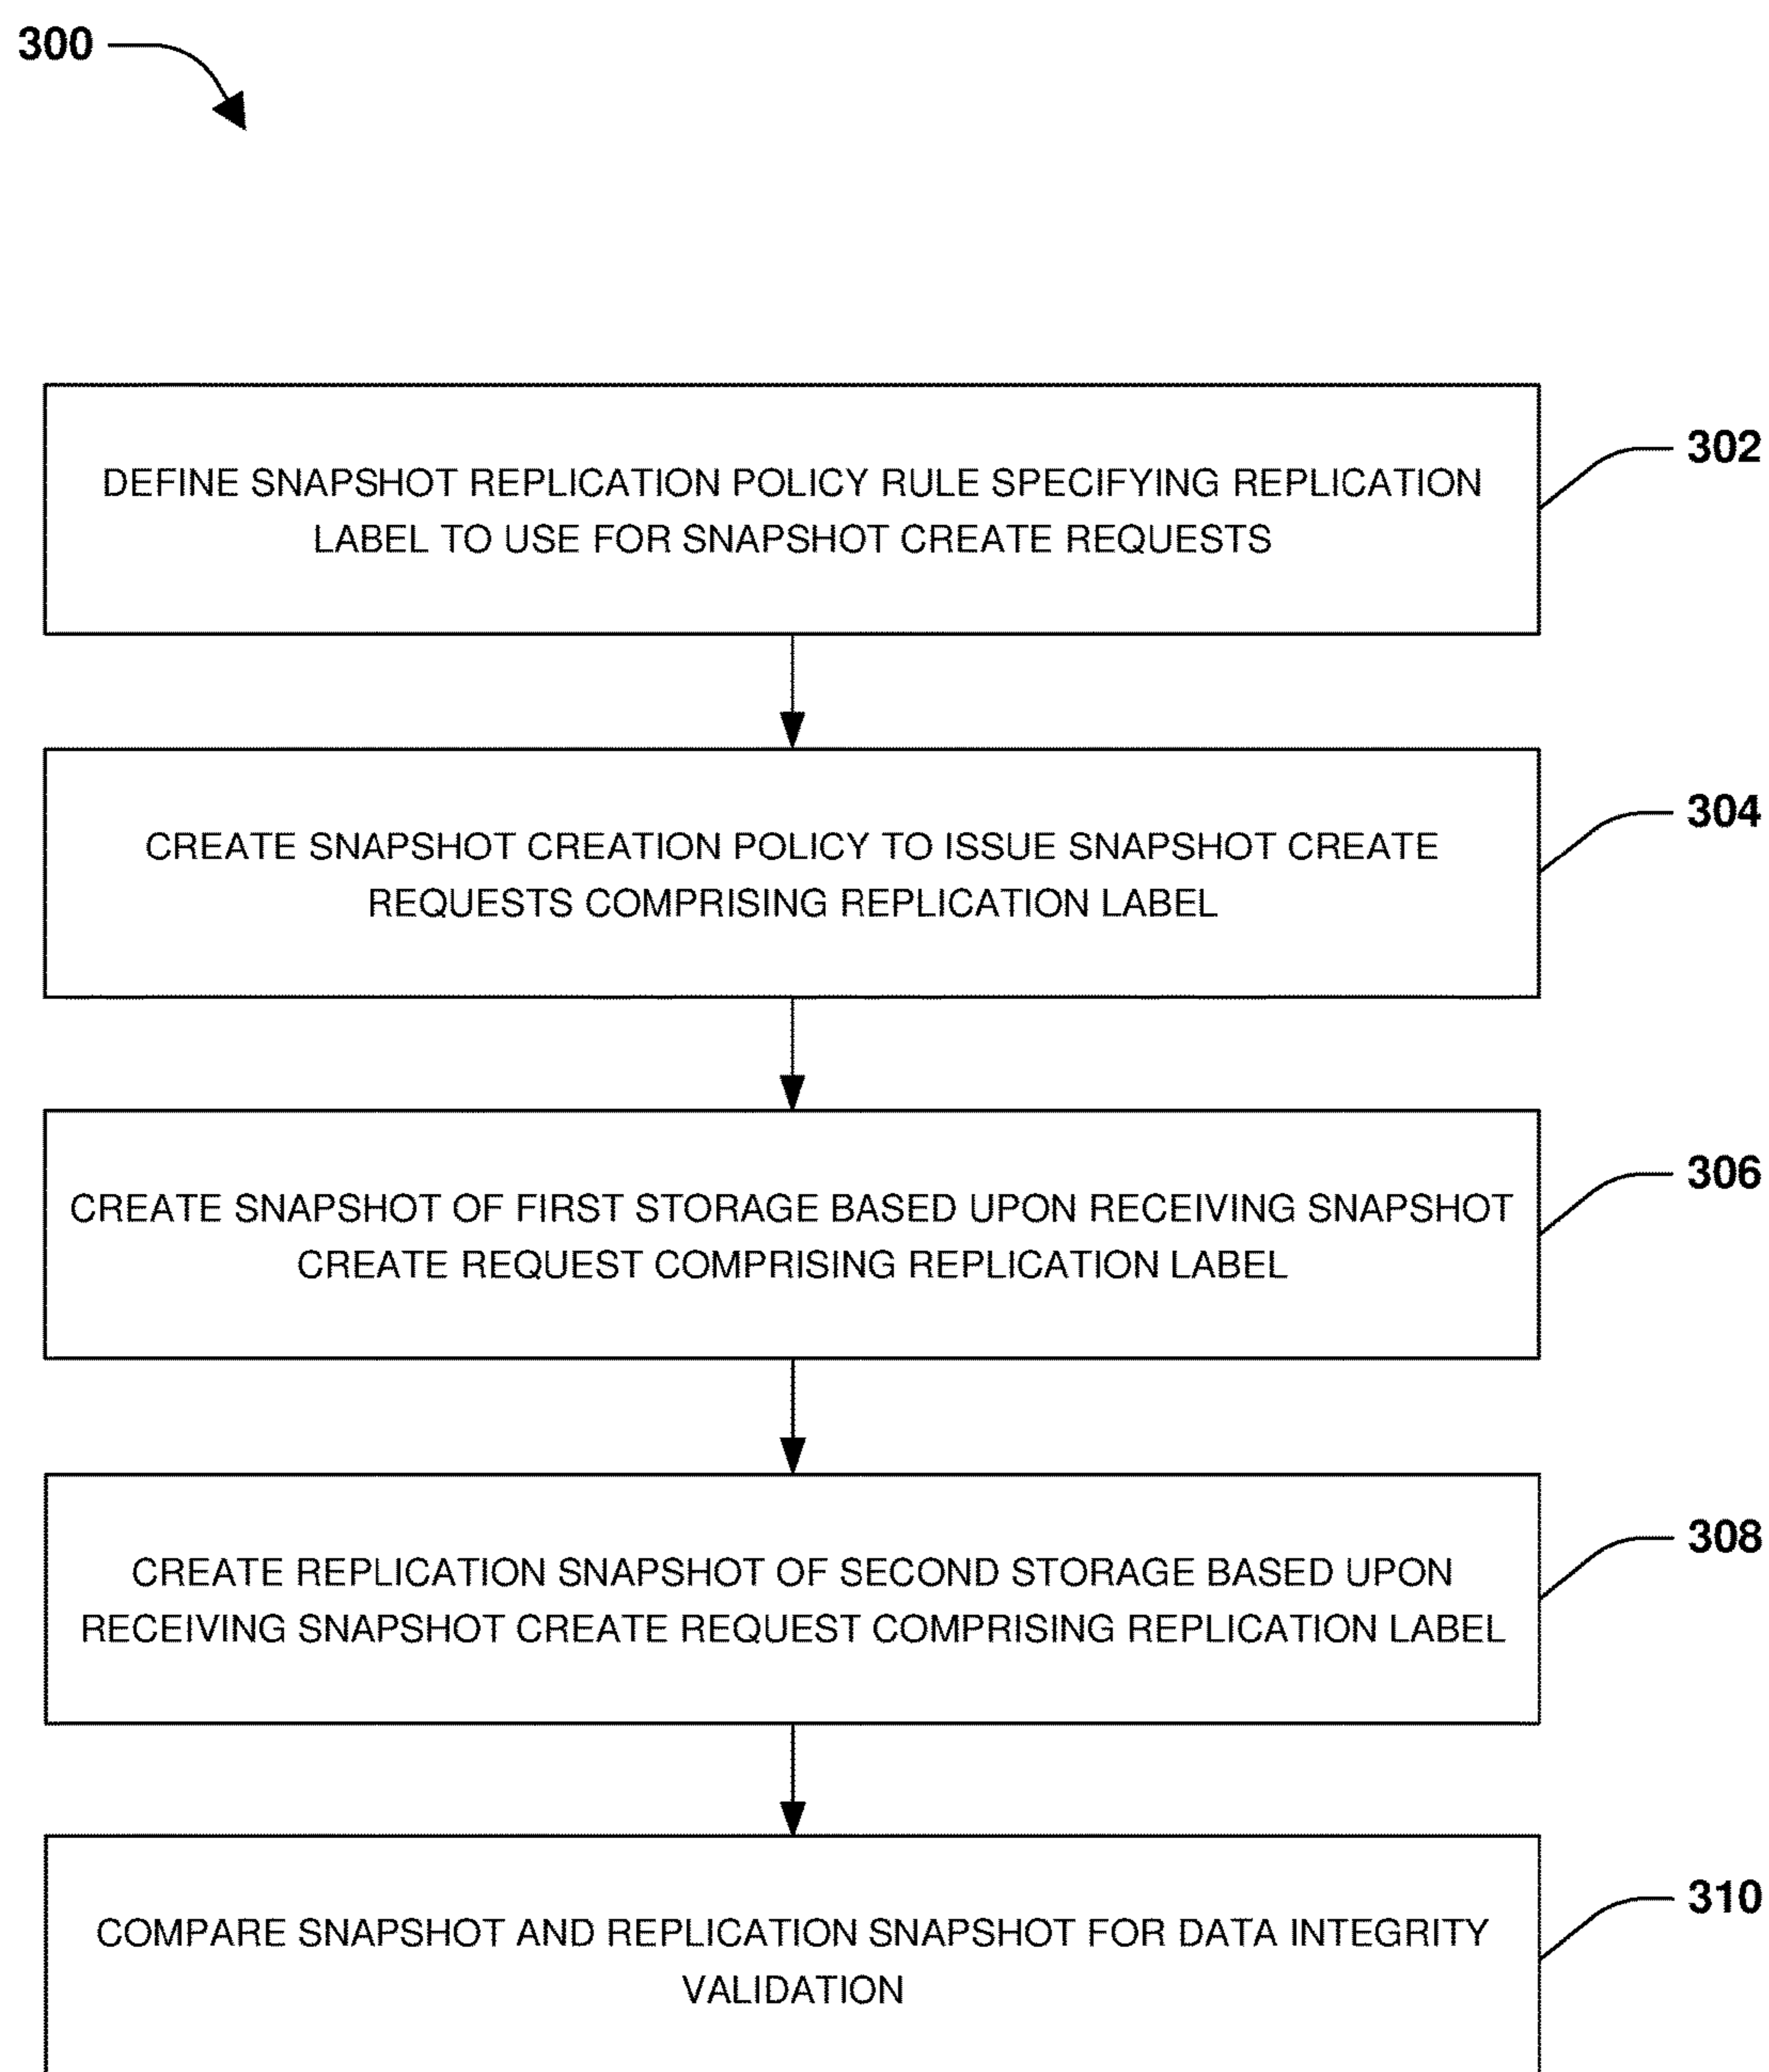 300
DEFINE SNAPSHOT REPLICATION POLICY RULE SPECIFYING REPLICATION
LABEL TO USE FOR SNAPSHOT CREATE REQUESTS
302
CREATE SNAPSHOT CREATION POLICY TO ISSUE SNAPSHOT CREATE
REQUESTS COMPRISING REPLICATION LABEL
304
CREATE SNAPSHOT OF FIRST STORAGE BASED UPON RECEIVING SNAPSHOT
CREATE REQUEST COMPRISING REPLICATION LABEL
306
CREATE REPLICATION SNAPSHOT OF SECOND STORAGE BASED UPON
RECEIVING SNAPSHOT CREATE REQUEST COMPRISING REPLICATION LABEL
308
COMPARE SNAPSHOT AND REPLICATION SNAPSHOT FOR DATA INTEGRITY
VALIDATION
310